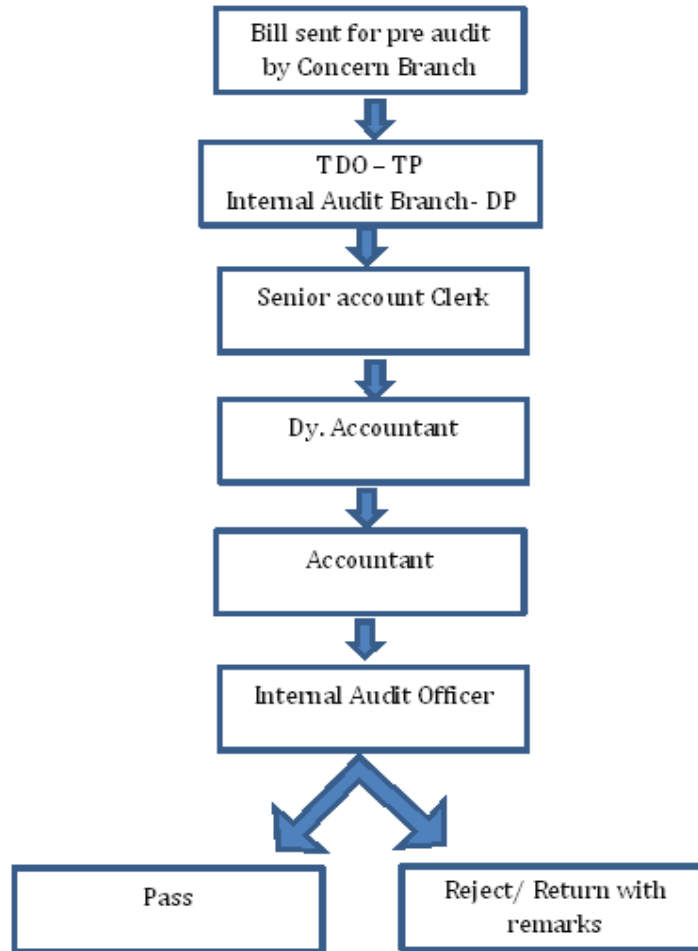 Bill sent for pre audit
by Concern Branch
TDO – TP
Internal Audit Branch- DP
Senior account Clerk
Dy. Accountant
Accountant
Internal Audit Officer
Pass
Reject/ Return with
remarks